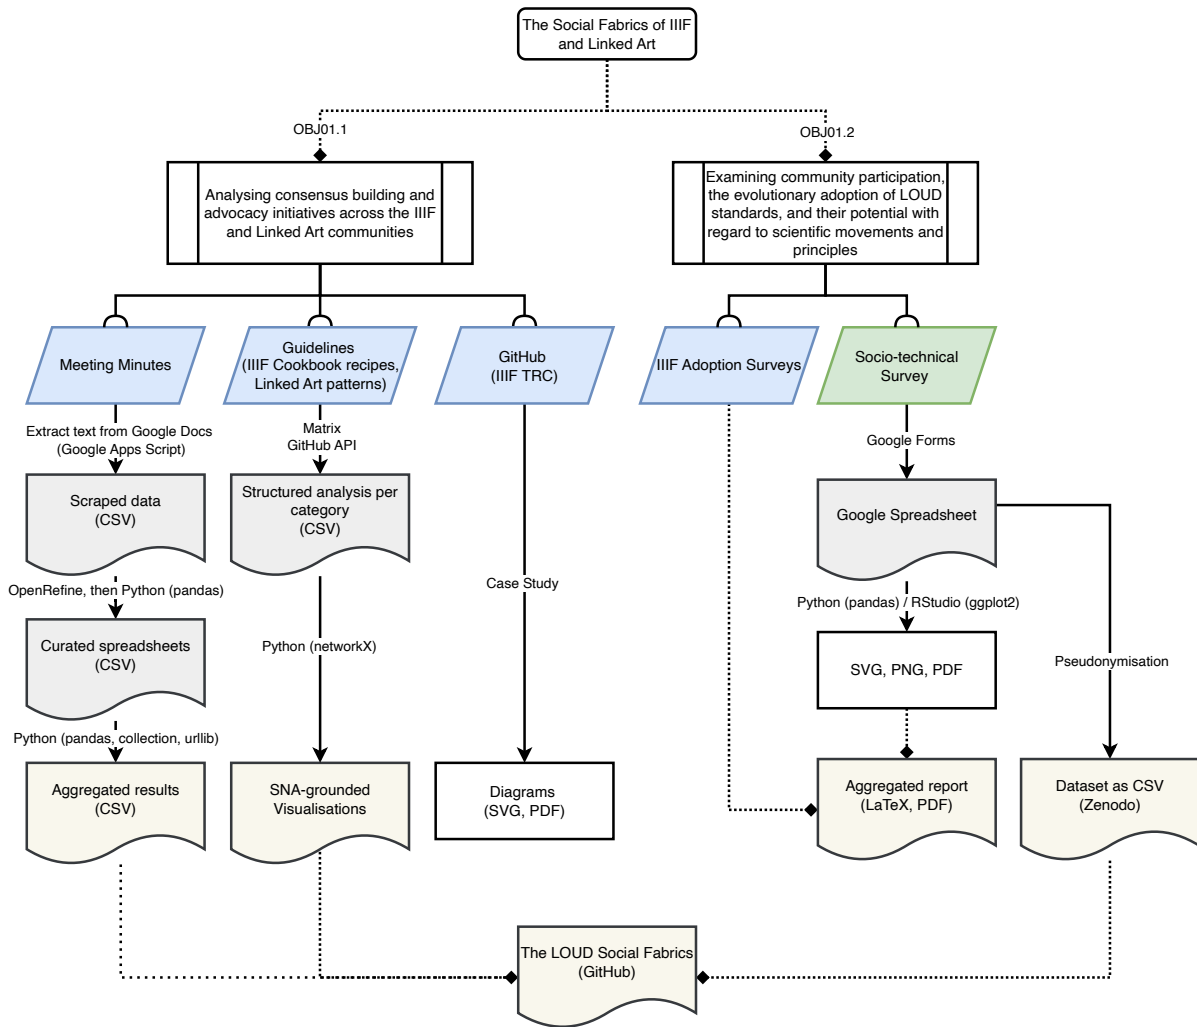 The Social Fabrics of IIIF
and Linked Art
OBJ01.1
OBJ01.2
Analysing consensus building and
advocacy initiatives across the IIIF
and Linked Art communities
Examining community participation,
the evolutionary adoption of LOUD
standards, and their potential with
regard to scientific movements and
principles
Meeting Minutes
Guidelines
(IIIF Cookbook recipes,
Linked Art patterns)
GitHub
(IIIF TRC)
IIIF Adoption Surveys
Socio-technical
Survey
Extract text from Google Docs
(Google Apps Script)
Matrix
GitHub API
Google Forms
Scraped data
(CSV)
Structured analysis per
category
(CSV)
Google Spreadsheet
OpenRefine, then Python (pandas)
Case Study
Python (pandas) / RStudio (ggplot2)
Curated spreadsheets
(CSV)
Python (networkX)
SVG, PNG, PDF
Pseudonymisation
Python (pandas, collection, urllib)
Aggregated results
(CSV)
SNA-grounded
Visualisations
Diagrams
(SVG, PDF)
Aggregated report
(LaTeX, PDF)
Dataset as CSV
(Zenodo)
The LOUD Social Fabrics
(GitHub)